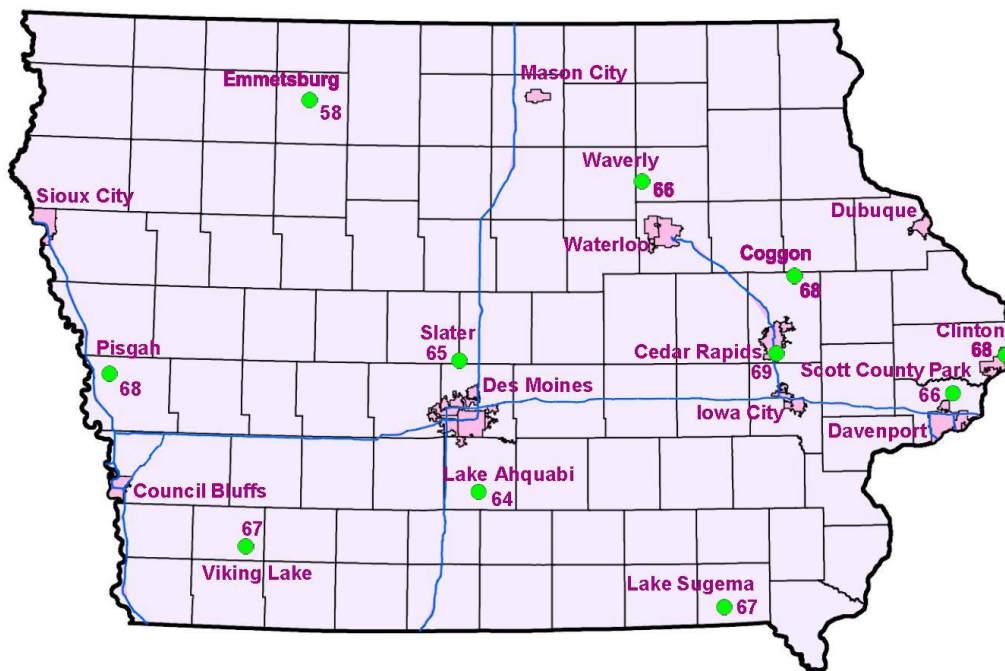 Mason City
Emmetsburg
58
Waverly
66
Sioux City
Dubuque
Waterloo
Coggon
68
Slater
65
Clinton
68
Pisgah
68
Cedar Rapids
69
Scott County Park
66
Des Moines
Iowa City
Davenport
Lake Ahquabi
64
Council Bluffs
67
Viking Lake
Lake Sugema
67